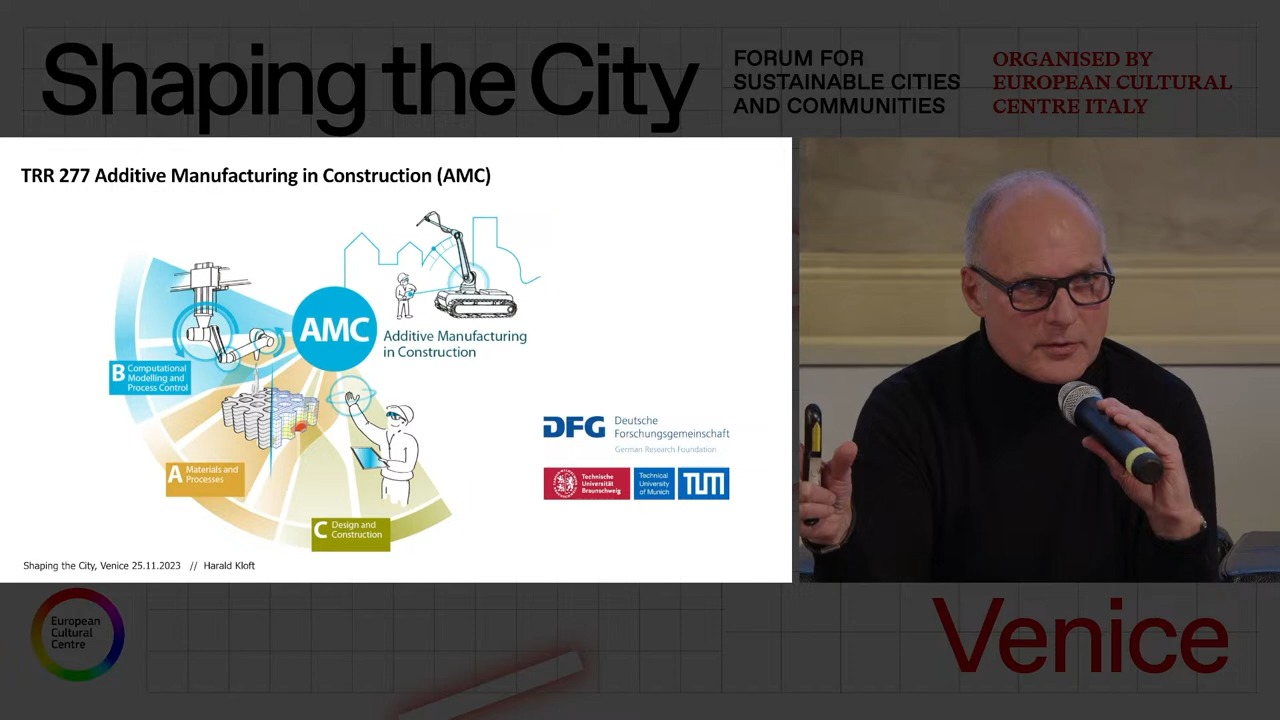 Shaping the City
FORUM FOR
SUSTAINABLE CITIES
AND COMMUNITIES
ORGANISED BY
EUROPEAN CULTURAL
CENTRE ITALY
TRR 277 Additive Manufacturing in Construction (AMC)
AMC
Additive Manufacturing
in Construction
B Computational
Modelling and
Process Control
A Materials and
Processes
C Design and
Construction
DFG Deutsche
Forschungsgemeinschaft
German Research Foundation
Technische
Universität
Braunschweig
Technical
University
of Munich
TUM
Shaping the City, Venice 25.11.2023 // Harald Kloft
European
Cultural
Centre
Venice